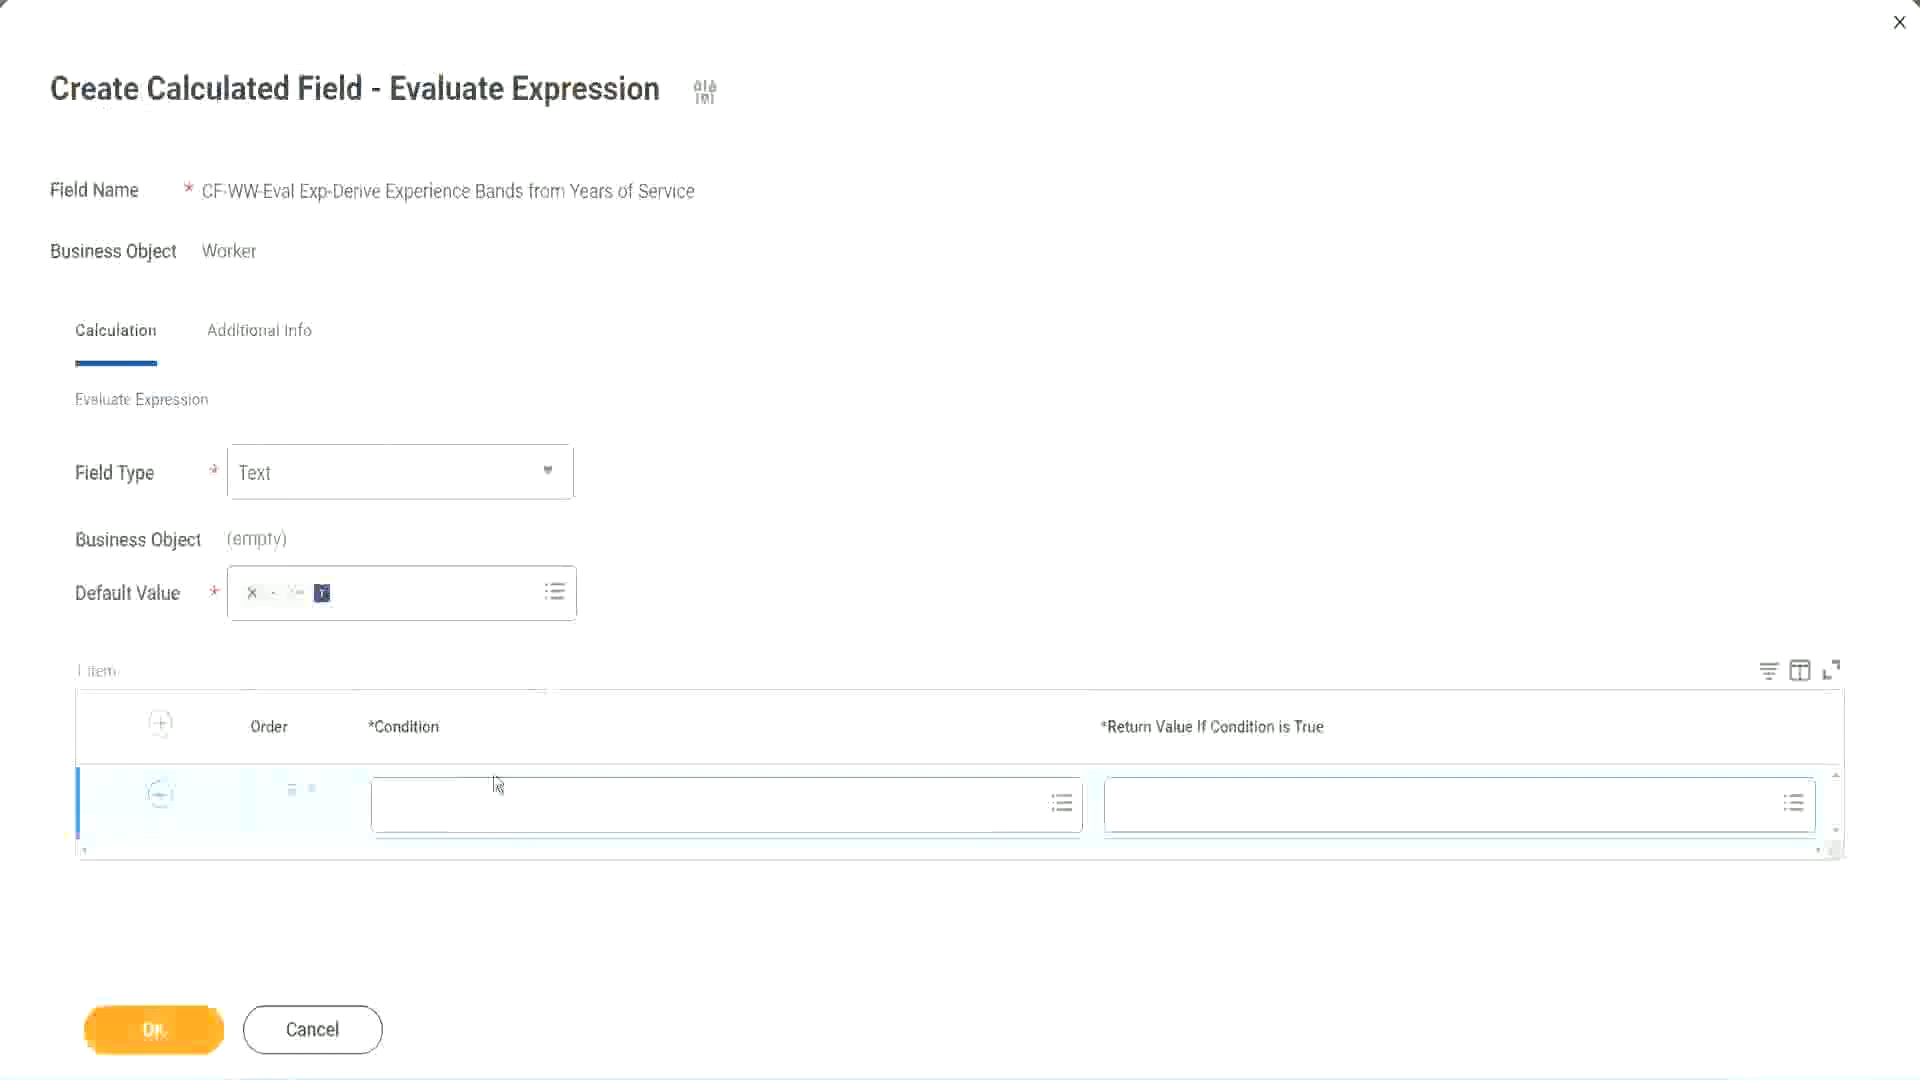 Create Calculated Field - Evaluate Expression
Field Name * CF-WW-Eval Exp-Derive Experience Bands from Years of Service
Business Object Worker
Calculation Additional Info
Evaluate Expression
Field Type * Text
Business Object (empty)
Default Value *
1 item
Order *Condition *Return Value If Condition is True
OK Cancel